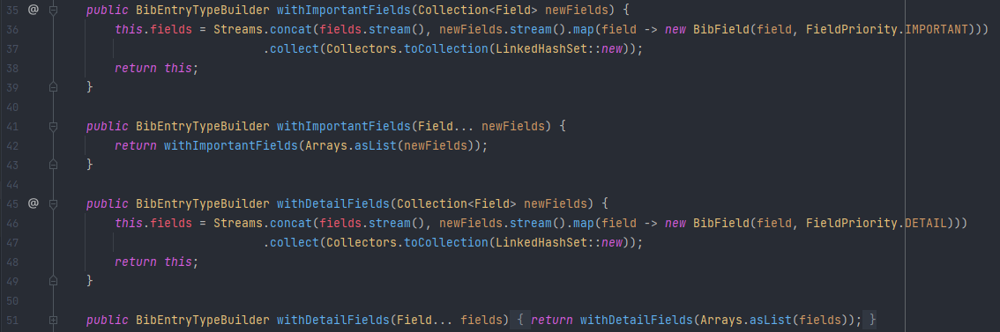 35 @ public BibEntryTypeBuilder withImportantFields(Collection<Field> newFields) {
36 this.fields = Streams.concat(fields.stream(), newFields.stream().map(field -> new BibField(field, FieldPriority.IMPORTANT)))
37 .collect(Collectors.toCollection(LinkedHashSet::new));
38 return this;
39 }
40
41 public BibEntryTypeBuilder withImportantFields(Field... newFields) {
42 return withImportantFields(Arrays.asList(newFields));
43 }
44
45 @ public BibEntryTypeBuilder withDetailFields(Collection<Field> newFields) {
46 this.fields = Streams.concat(fields.stream(), newFields.stream().map(field -> new BibField(field, FieldPriority.DETAIL)))
47 .collect(Collectors.toCollection(LinkedHashSet::new));
48 return this;
49 }
50
51 public BibEntryTypeBuilder withDetailFields(Field... fields) { return withDetailFields(Arrays.asList(fields)); }